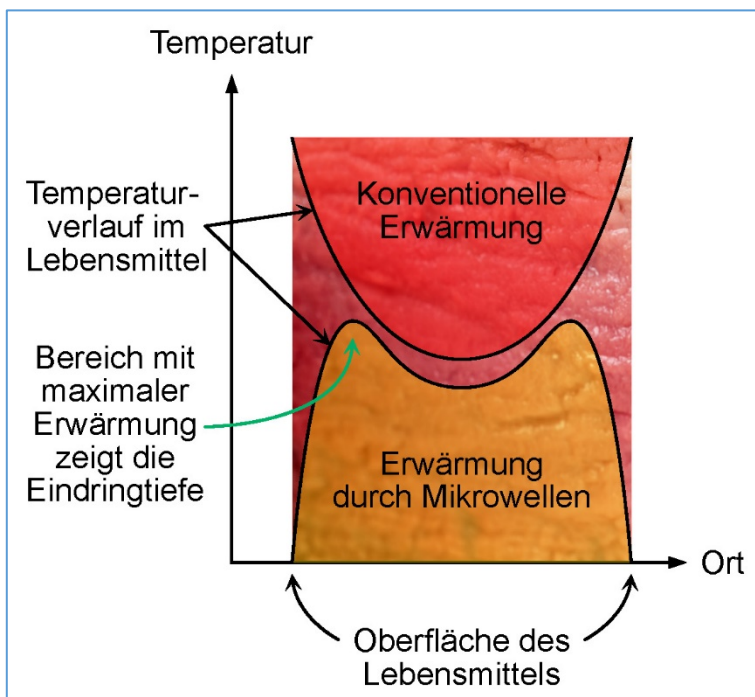 Temperatur
Konventionelle
Erwärmung
Temperatur-
verlauf im
Lebensmittel
Bereich mit
maximaler
Erwärmung
zeigt die
Eindringtiefe
Erwärmung
durch Mikrowellen
Ort
Oberfläche des
Lebensmittels